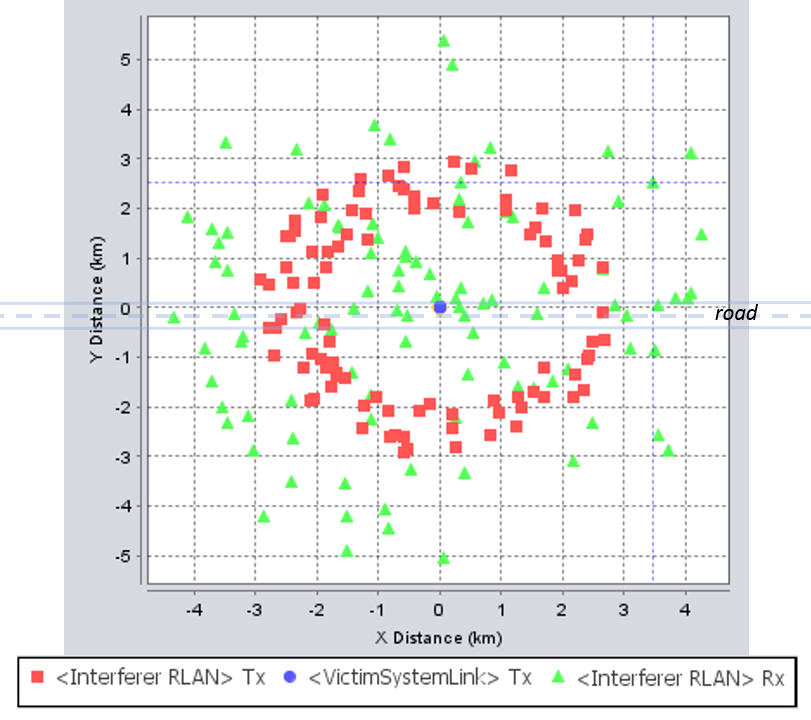 5
4
3
2
1
0
-1
-2
-3
-4
-5
Y Distance (km)
road
-4 -3 -2 -1 0 1 2 3 4
X Distance (km)
<Interferer RLAN> Tx <VictimSystemLink> Tx <Interferer RLAN> Rx